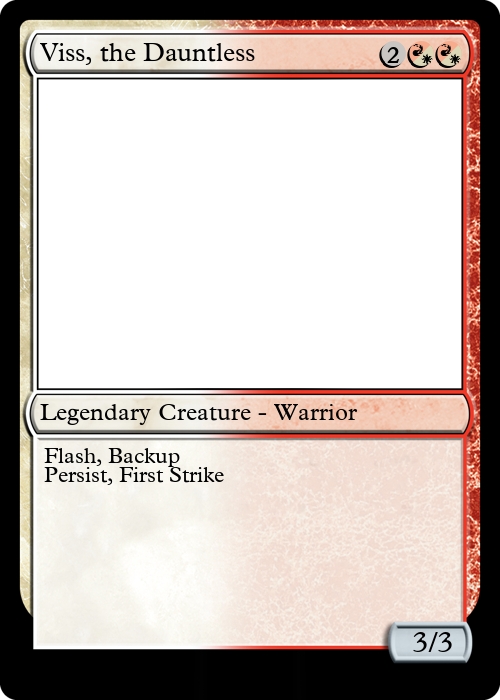 Viss, the Dauntless 2
Legendary Creature - Warrior
Flash, Backup
Persist, First Strike
3/3